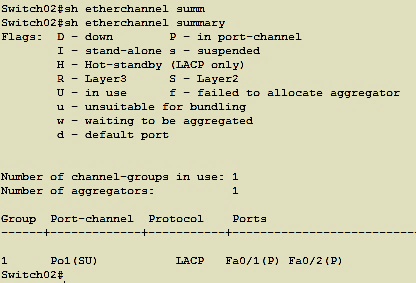 Switch02#sh etherchannel summ
Switch02#sh etherchannel summary
Flags:  D - down        P - in port-channel
        I - stand-alone s - suspended
        H - Hot-standby (LACP only)
        R - Layer3      S - Layer2
        U - in use      f - failed to allocate aggregator
        u - unsuitable for bundling
        w - waiting to be aggregated
        d - default port
Number of channel-groups in use: 1
Number of aggregators:           1
Group  Port-channel  Protocol    Ports
------+-------------+-----------+----------------------------
1      Po1(SU)           LACP   Fa0/1(P) Fa0/2(P)
Switch02#